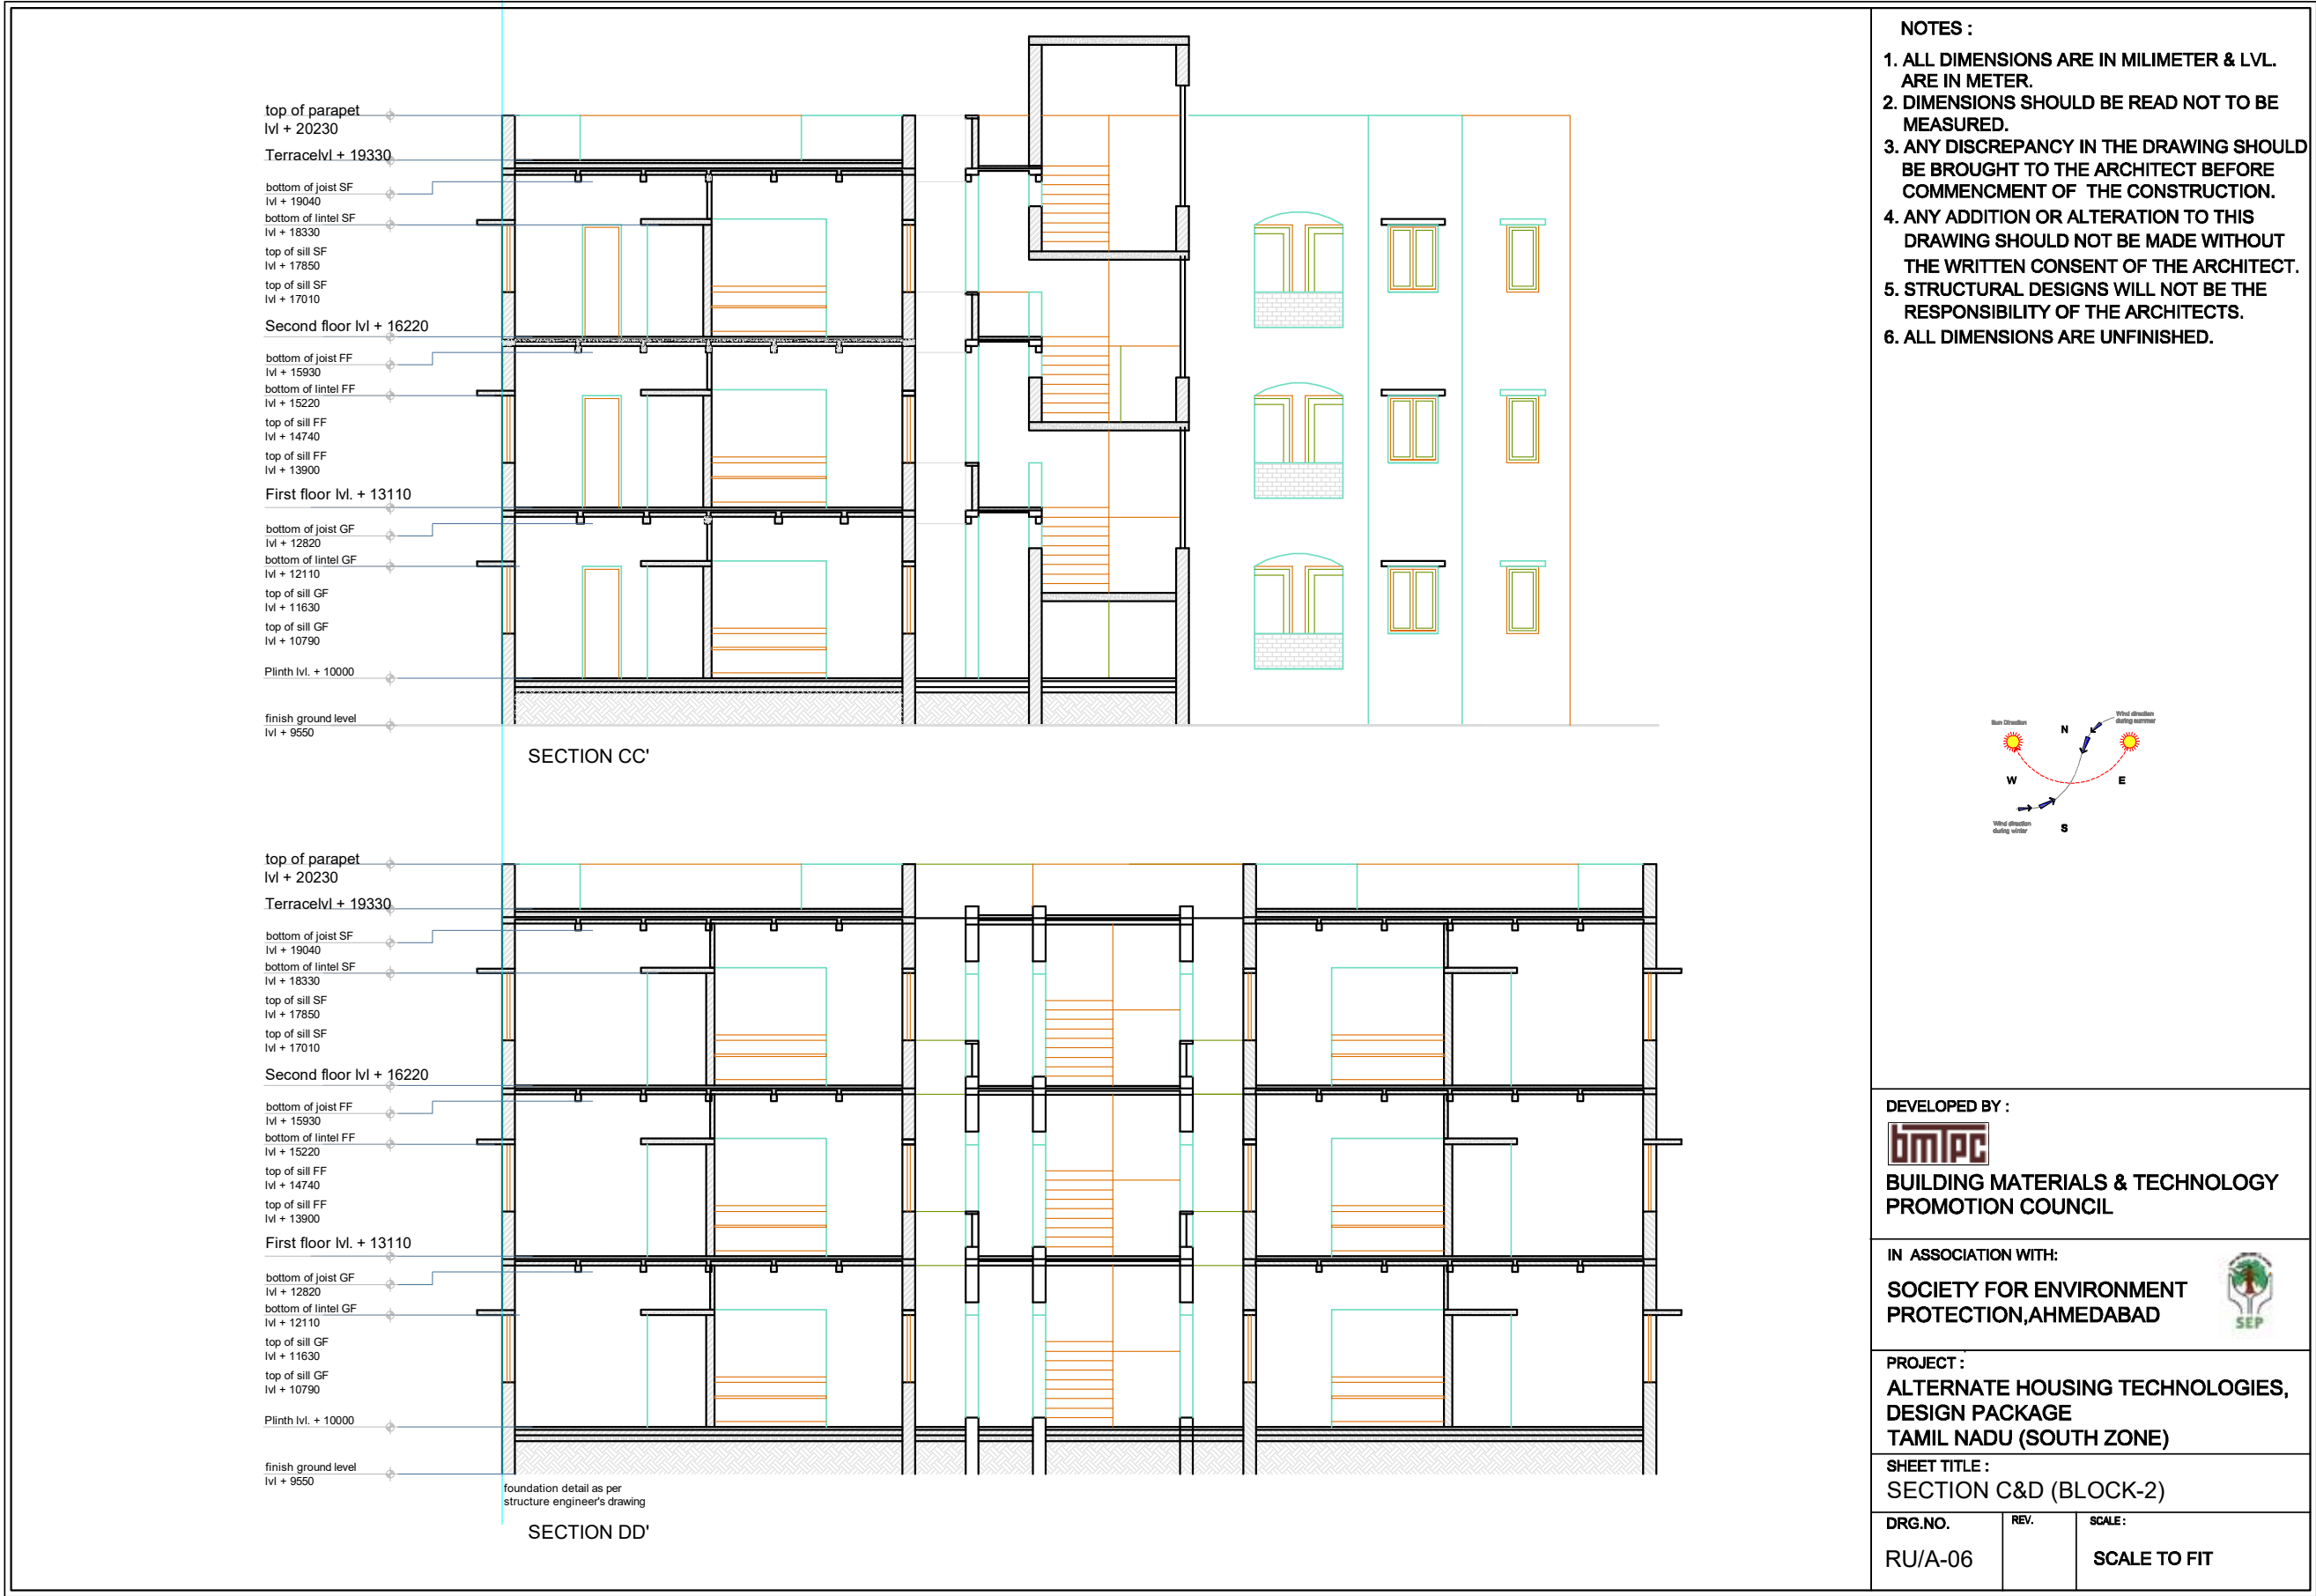 top of parapet
lvl + 20230
Terracelvl + 19330
bottom of joist SF
lvl + 19040
bottom of lintel SF
lvl + 18330
top of sill SF
lvl + 17850
top of sill SF
lvl + 17010
Second floor lvl + 16220
bottom of joist FF
lvl + 15930
bottom of lintel FF
lvl + 15220
top of sill FF
lvl + 14740
top of sill FF
lvl + 13900
First floor lvl. + 13110
bottom of joist GF
lvl + 12820
bottom of lintel GF
lvl + 12110
top of sill GF
lvl + 11630
top of sill GF
lvl + 10790
Plinth lvl. + 10000
finish ground level
lvl + 9550
SECTION CC'
top of parapet
lvl + 20230
Terracelvl + 19330
bottom of joist SF
lvl + 19040
bottom of lintel SF
lvl + 18330
top of sill SF
lvl + 17850
top of sill SF
lvl + 17010
Second floor lvl + 16220
bottom of joist FF
lvl + 15930
bottom of lintel FF
lvl + 15220
top of sill FF
lvl + 14740
top of sill FF
lvl + 13900
First floor lvl. + 13110
bottom of joist GF
lvl + 12820
bottom of lintel GF
lvl + 12110
top of sill GF
lvl + 11630
top of sill GF
lvl + 10790
Plinth lvl. + 10000
finish ground level
lvl + 9550
foundation detail as per
structure engineer's drawing
SECTION DD'
NOTES :
1. ALL DIMENSIONS ARE IN MILIMETER & LVL.
ARE IN METER.
2. DIMENSIONS SHOULD BE READ NOT TO BE
MEASURED.
3. ANY DISCREPANCY IN THE DRAWING SHOULD
BE BROUGHT TO THE ARCHITECT BEFORE
COMMENCMENT OF THE CONSTRUCTION.
4. ANY ADDITION OR ALTERATION TO THIS
DRAWING SHOULD NOT BE MADE WITHOUT
THE WRITTEN CONSENT OF THE ARCHITECT.
5. STRUCTURAL DESIGNS WILL NOT BE THE
RESPONSIBILITY OF THE ARCHITECTS.
6. ALL DIMENSIONS ARE UNFINISHED.
Sun Direction
Wind direction
during summer
N
W
E
Wind direction
during winter
S
DEVELOPED BY :
bmTPC
BUILDING MATERIALS & TECHNOLOGY
PROMOTION COUNCIL
IN ASSOCIATION WITH:
SOCIETY FOR ENVIRONMENT
PROTECTION,AHMEDABAD
SEP
PROJECT :
ALTERNATE HOUSING TECHNOLOGIES,
DESIGN PACKAGE
TAMIL NADU (SOUTH ZONE)
SHEET TITLE :
SECTION C&D (BLOCK-2)
DRG.NO.
REV.
SCALE :
RU/A-06
SCALE TO FIT